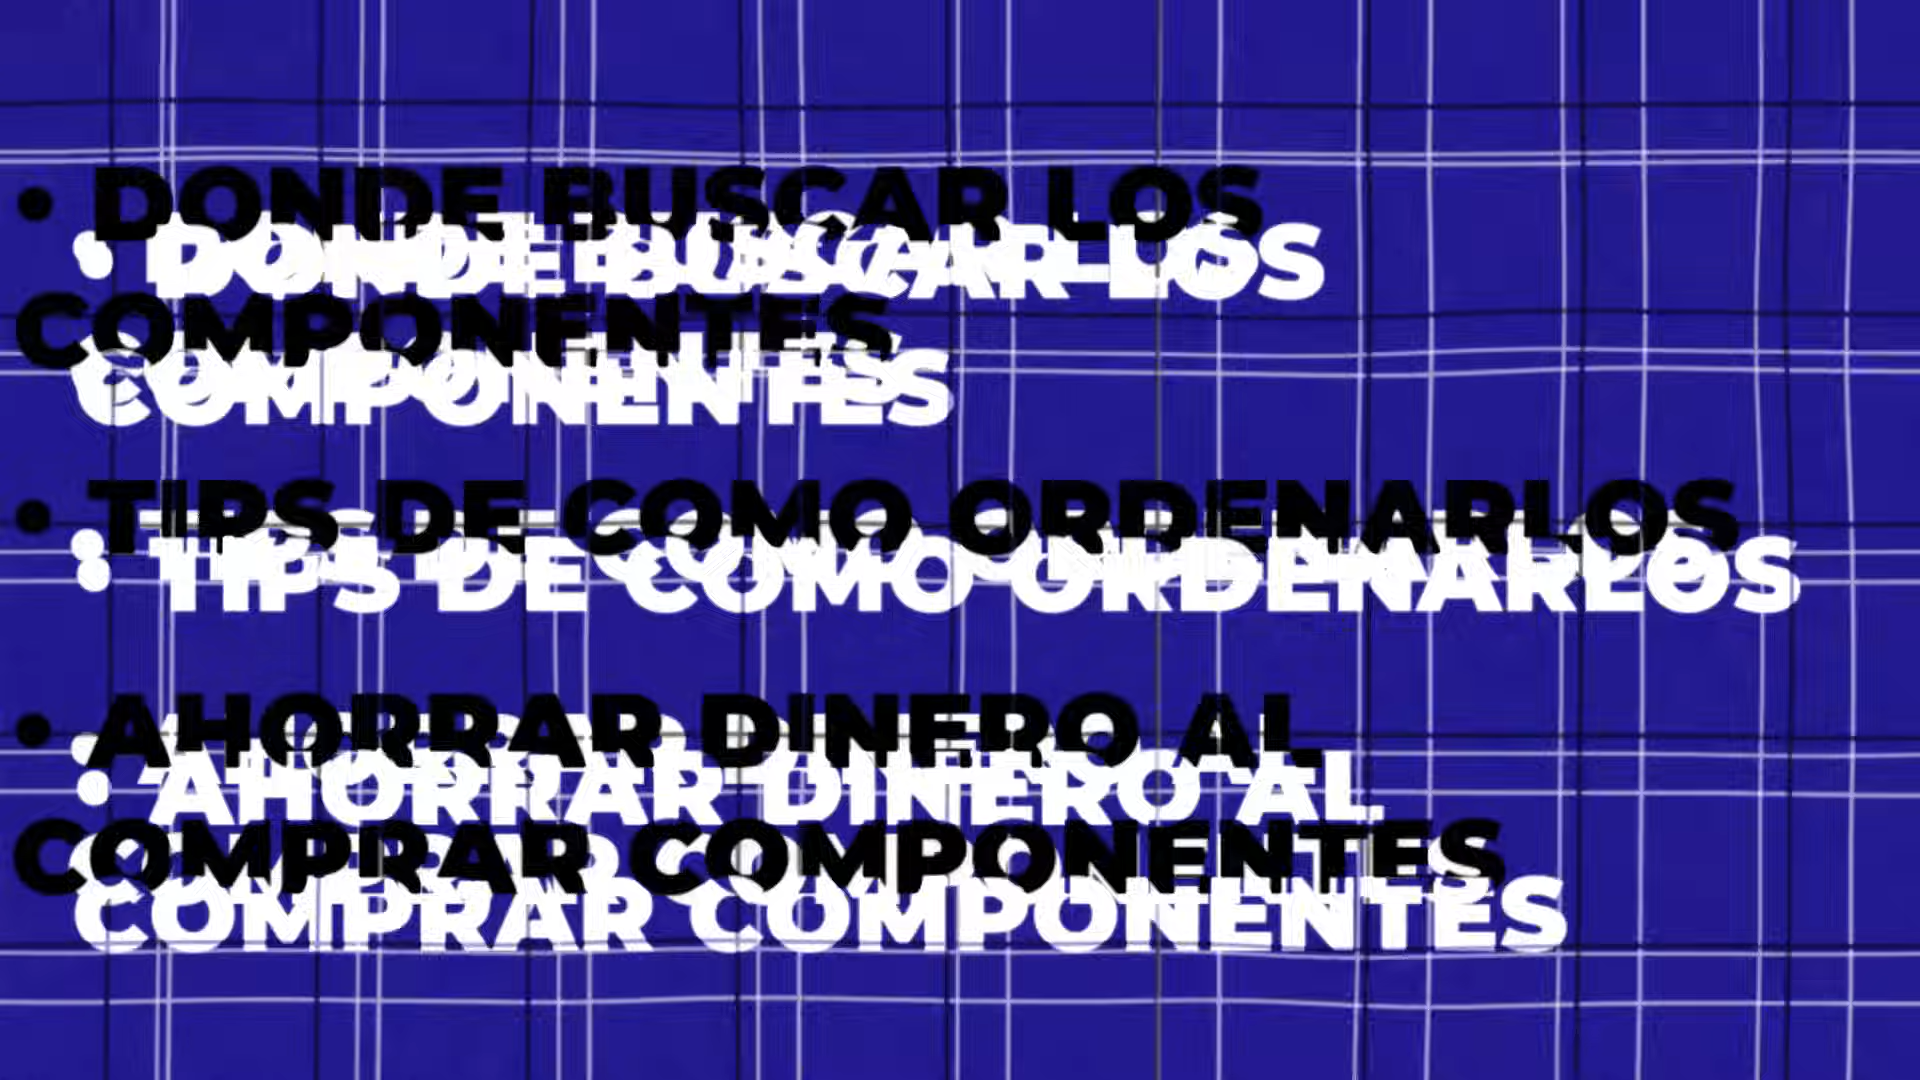 • DONDE BUSCAR LOS
COMPONENTES
• TIPS DE COMO ORDENARLOS
• AHORRAR DINERO AL
COMPRAR COMPONENTES